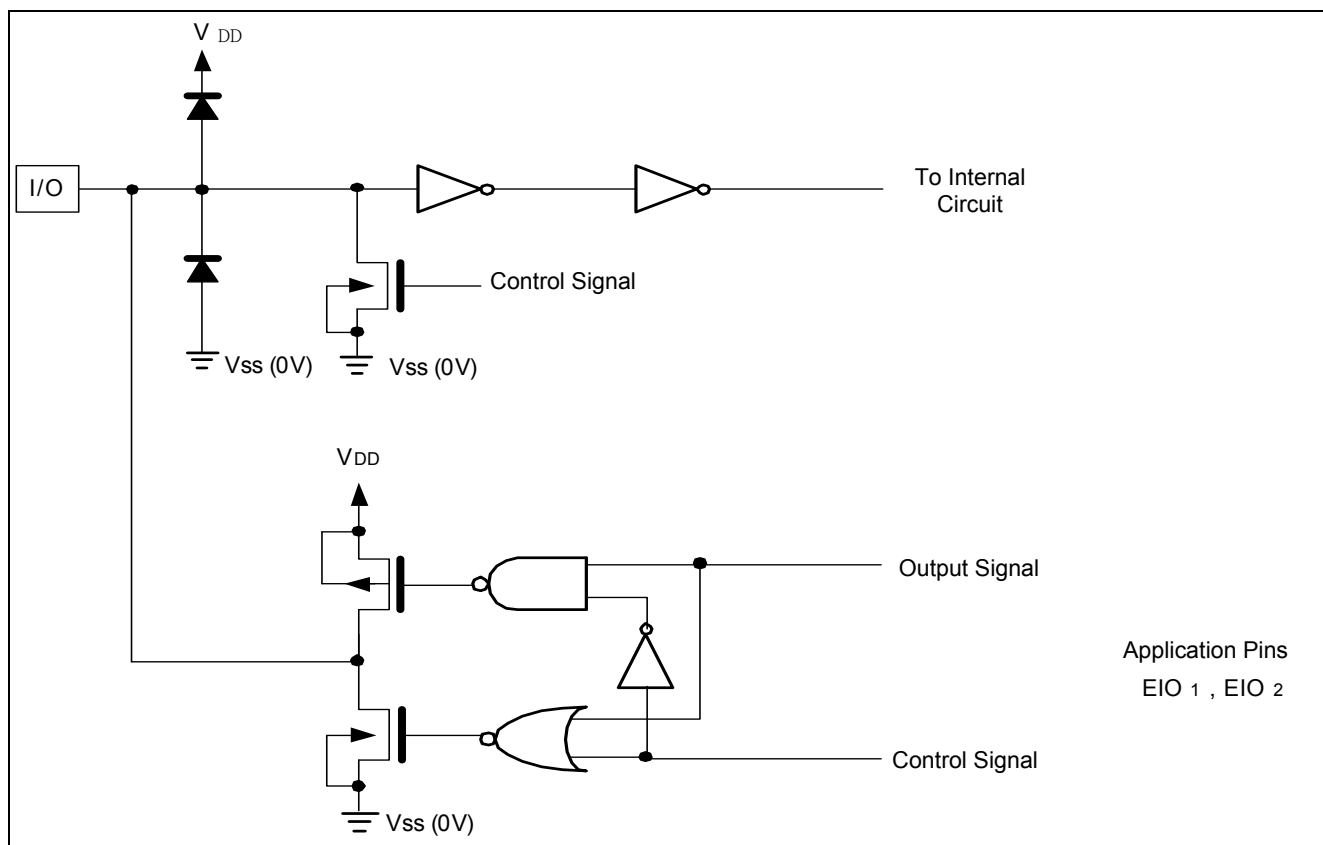 V DD
I/O
To Internal
Circuit
Control Signal
Vss (0V)
Vss (0V)
VDD
Output Signal
Application Pins
EIO 1 , EIO 2
Control Signal
Vss (0V)